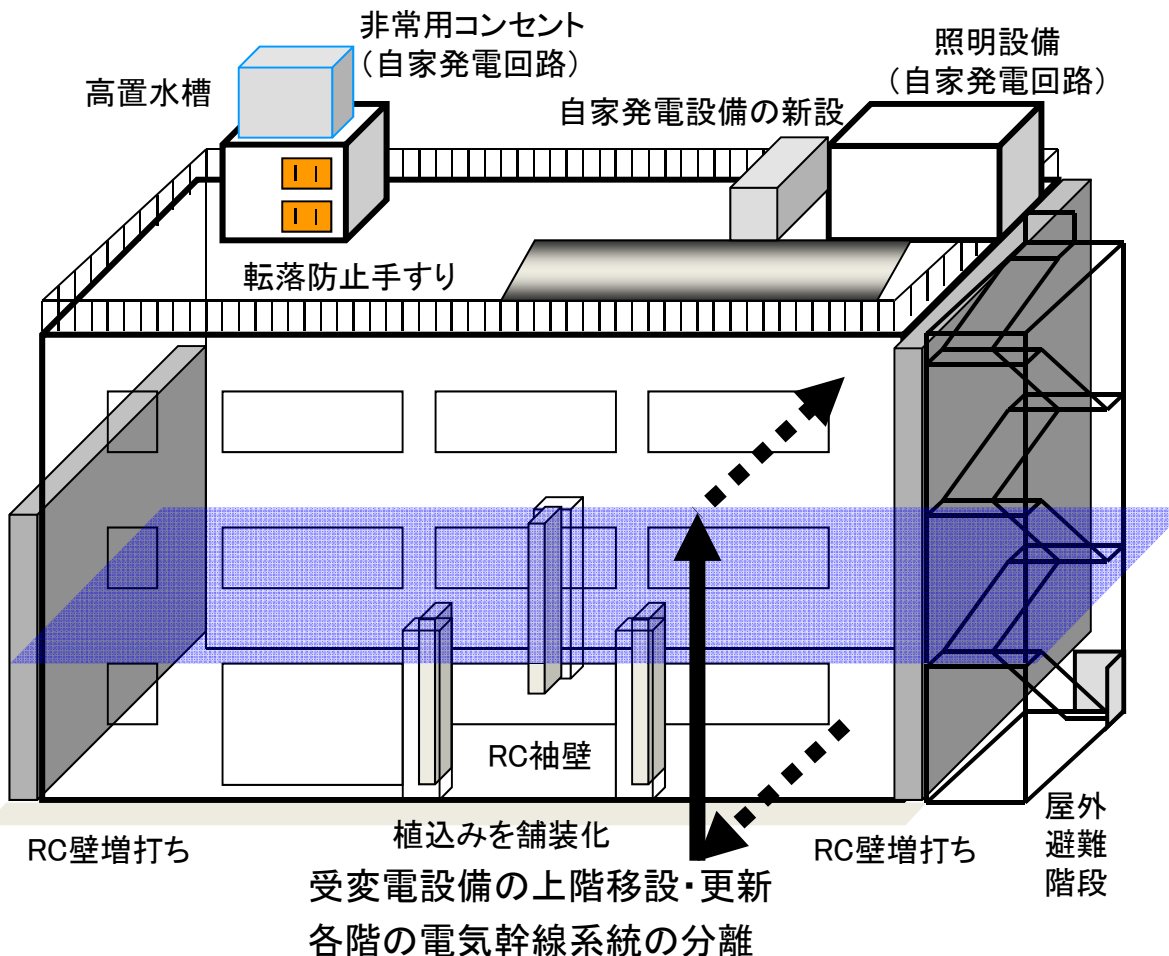 非常用コンセント
（自家発電回路）
高置水槽
照明設備
（自家発電回路）
自家発電設備の新設
転落防止手すり
RC袖壁
RC壁増打ち
植込みを舗装化
RC壁増打ち
屋外
避難
階段
受変電設備の上階移設・更新
各階の電気幹線系統の分離